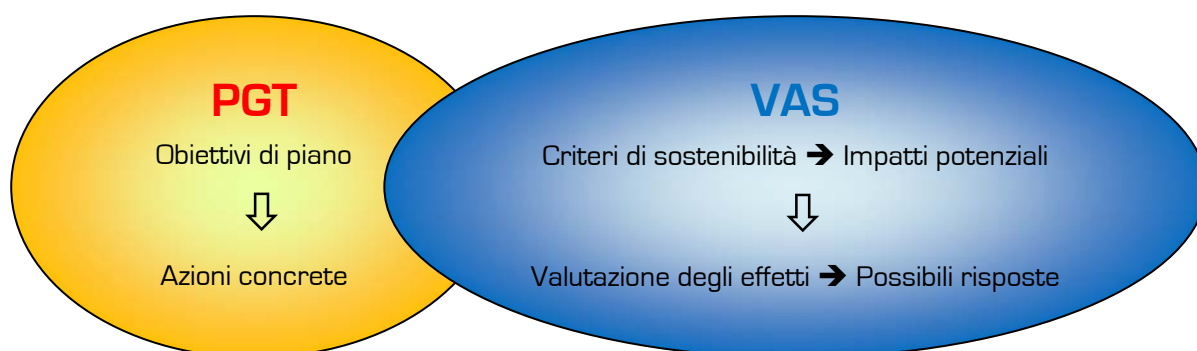 PGT
Obiettivi di piano
Azioni concrete
VAS
Criteri di sostenibilità ➔ Impatti potenziali
Valutazione degli effetti ➔ Possibili risposte